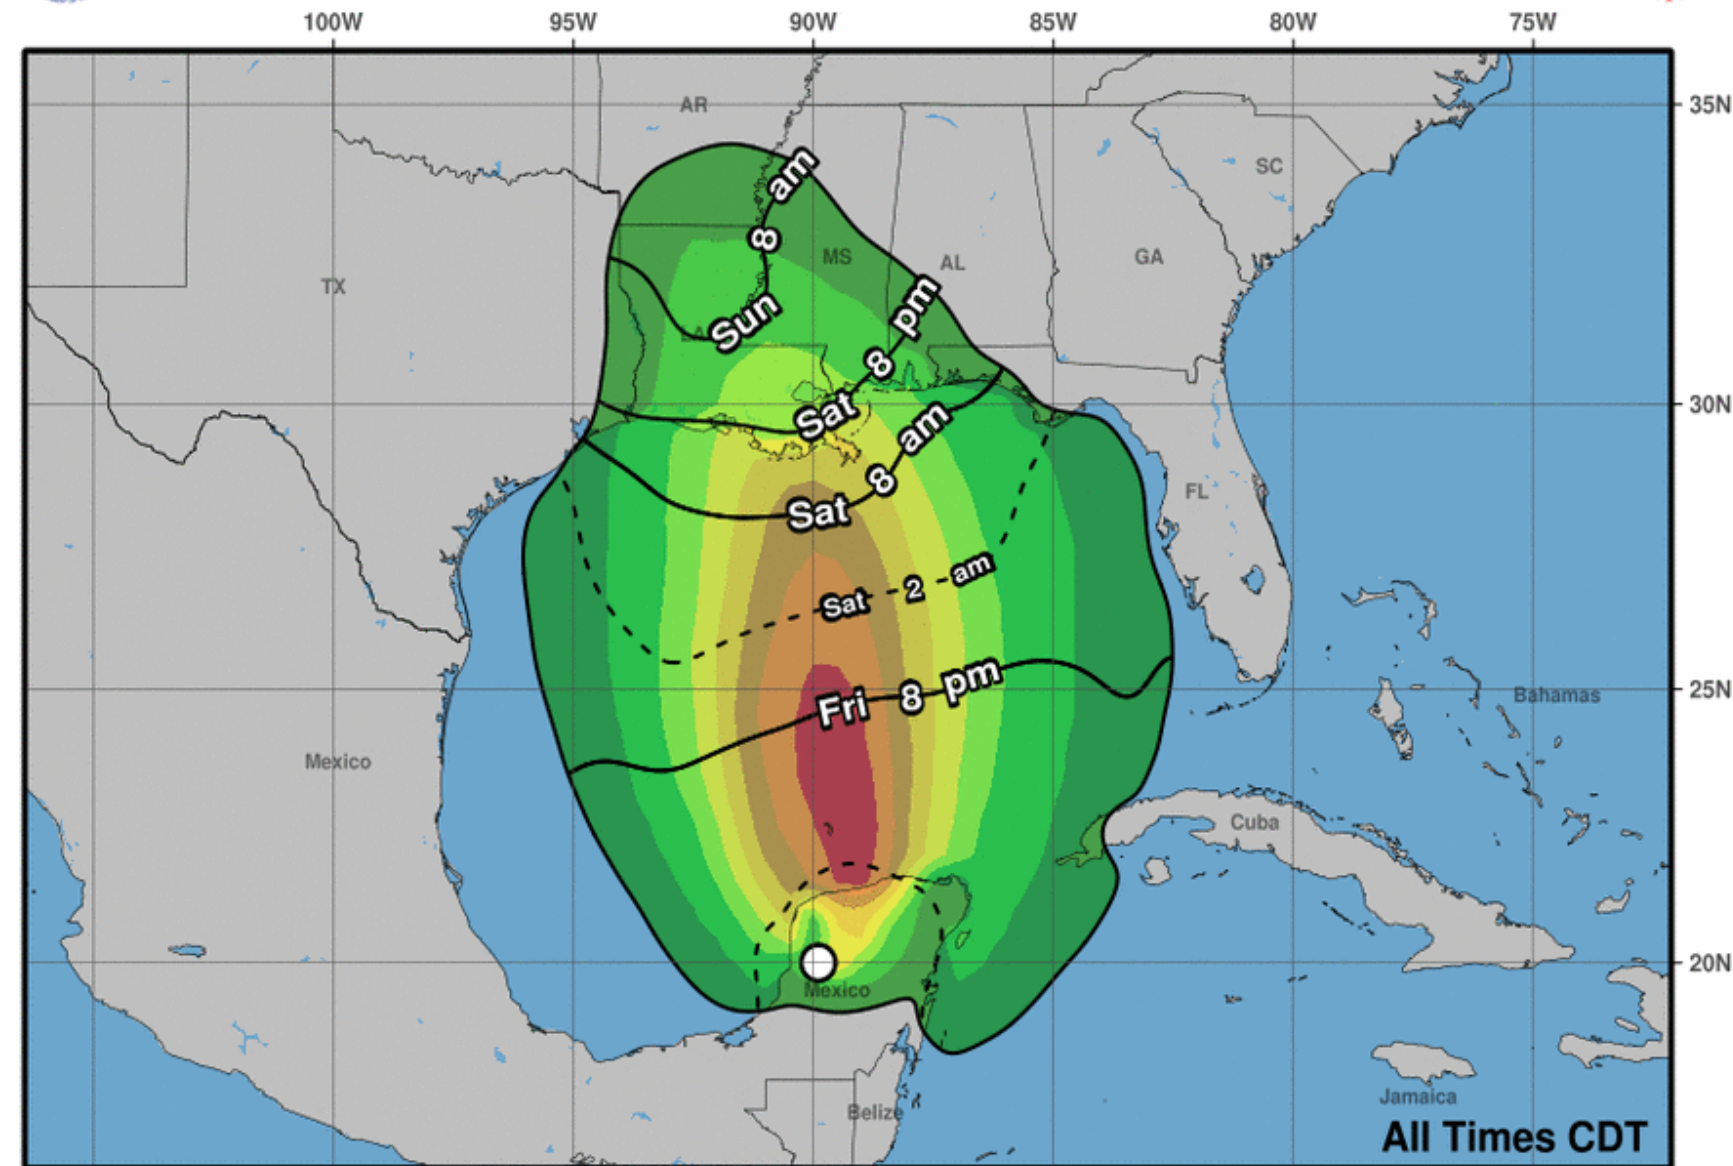 100W 95W 90W 85W 80W 75W
35N
AR
SC
MS AL GA
TX
am
8
Sun
pm
8
Sat
30N
am
8
Sat
FL
Sat 2 am
Fri 8 pm
25N
Bahamas
Mexico
Cuba
20N
Mexico
Jamaica
Belize
All Times CDT